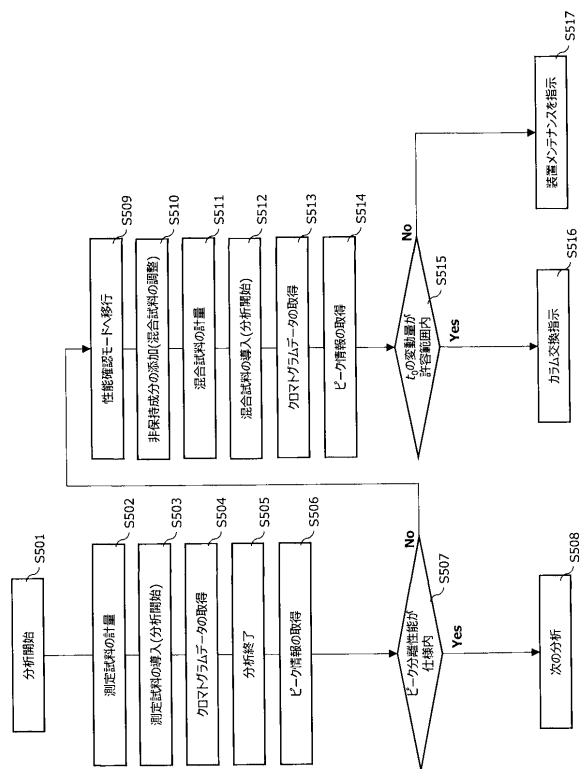 分析開始
S501
測定試料の計量
S502
測定試料の導入(分析開始)
S503
クロマトグラムデータの取得
S504
分析終了
S505
ピーク情報の取得
S506
ピーク分離性能が
仕様内
S507
No
Yes
次の分析
S508
性能確認モードへ移行
S509
非保持成分の添加(混合試料の調整)
S510
混合試料の計量
S511
混合試料の導入(分析開始)
S512
クロマトグラムデータの取得
S513
ピーク情報の取得
S514
t0の変動量が
許容範囲内
S515
No
Yes
カラム交換指示
S516
装置メンテナンスを指示
S517